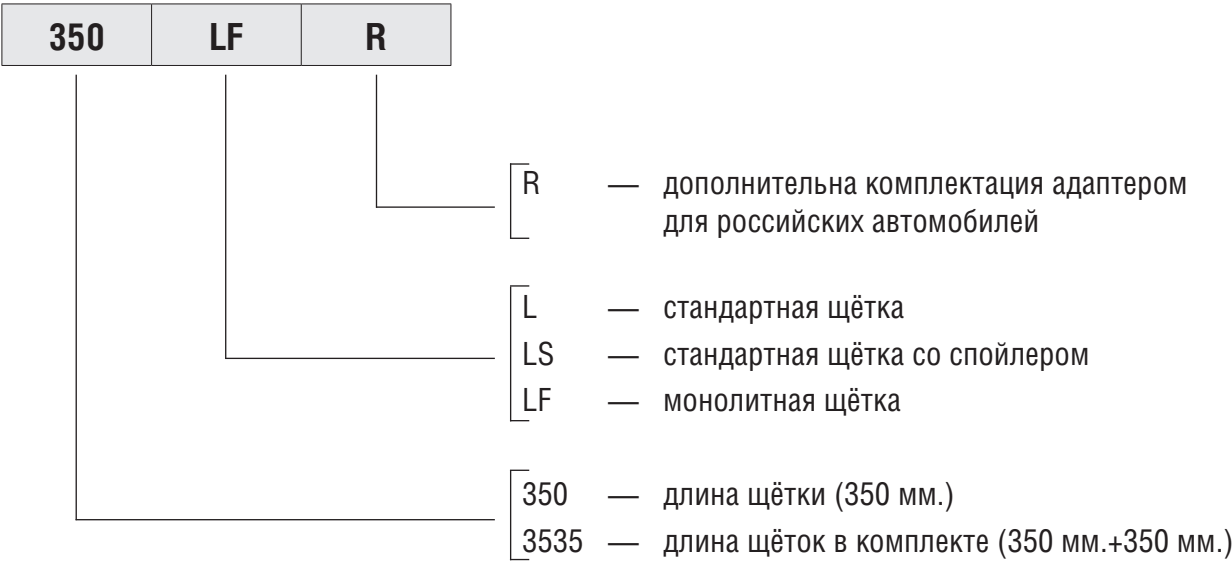 350 LF R
R — дополнительна комплектация адаптером
для российских автомобилей
L — стандартная щётка
LS — стандартная щётка со спойлером
LF — монолитная щётка
350 — длина щётки (350 мм.)
3535 — длина щёток в комплекте (350 мм.+350 мм.)